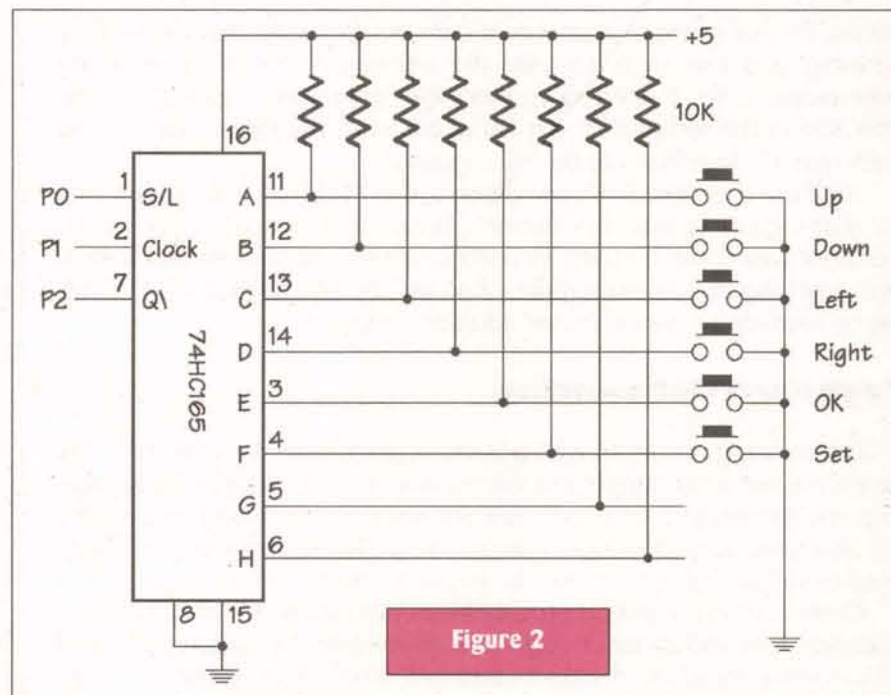 +5
10K
16
P0 1 S/L A 11 Up
P1 2 Clock B 12 Down
P2 7 Q\ C 13 Left
D 14 Right
74HC165
E 3 OK
F 4 Set
G 5
H 6
8 15
Figure 2